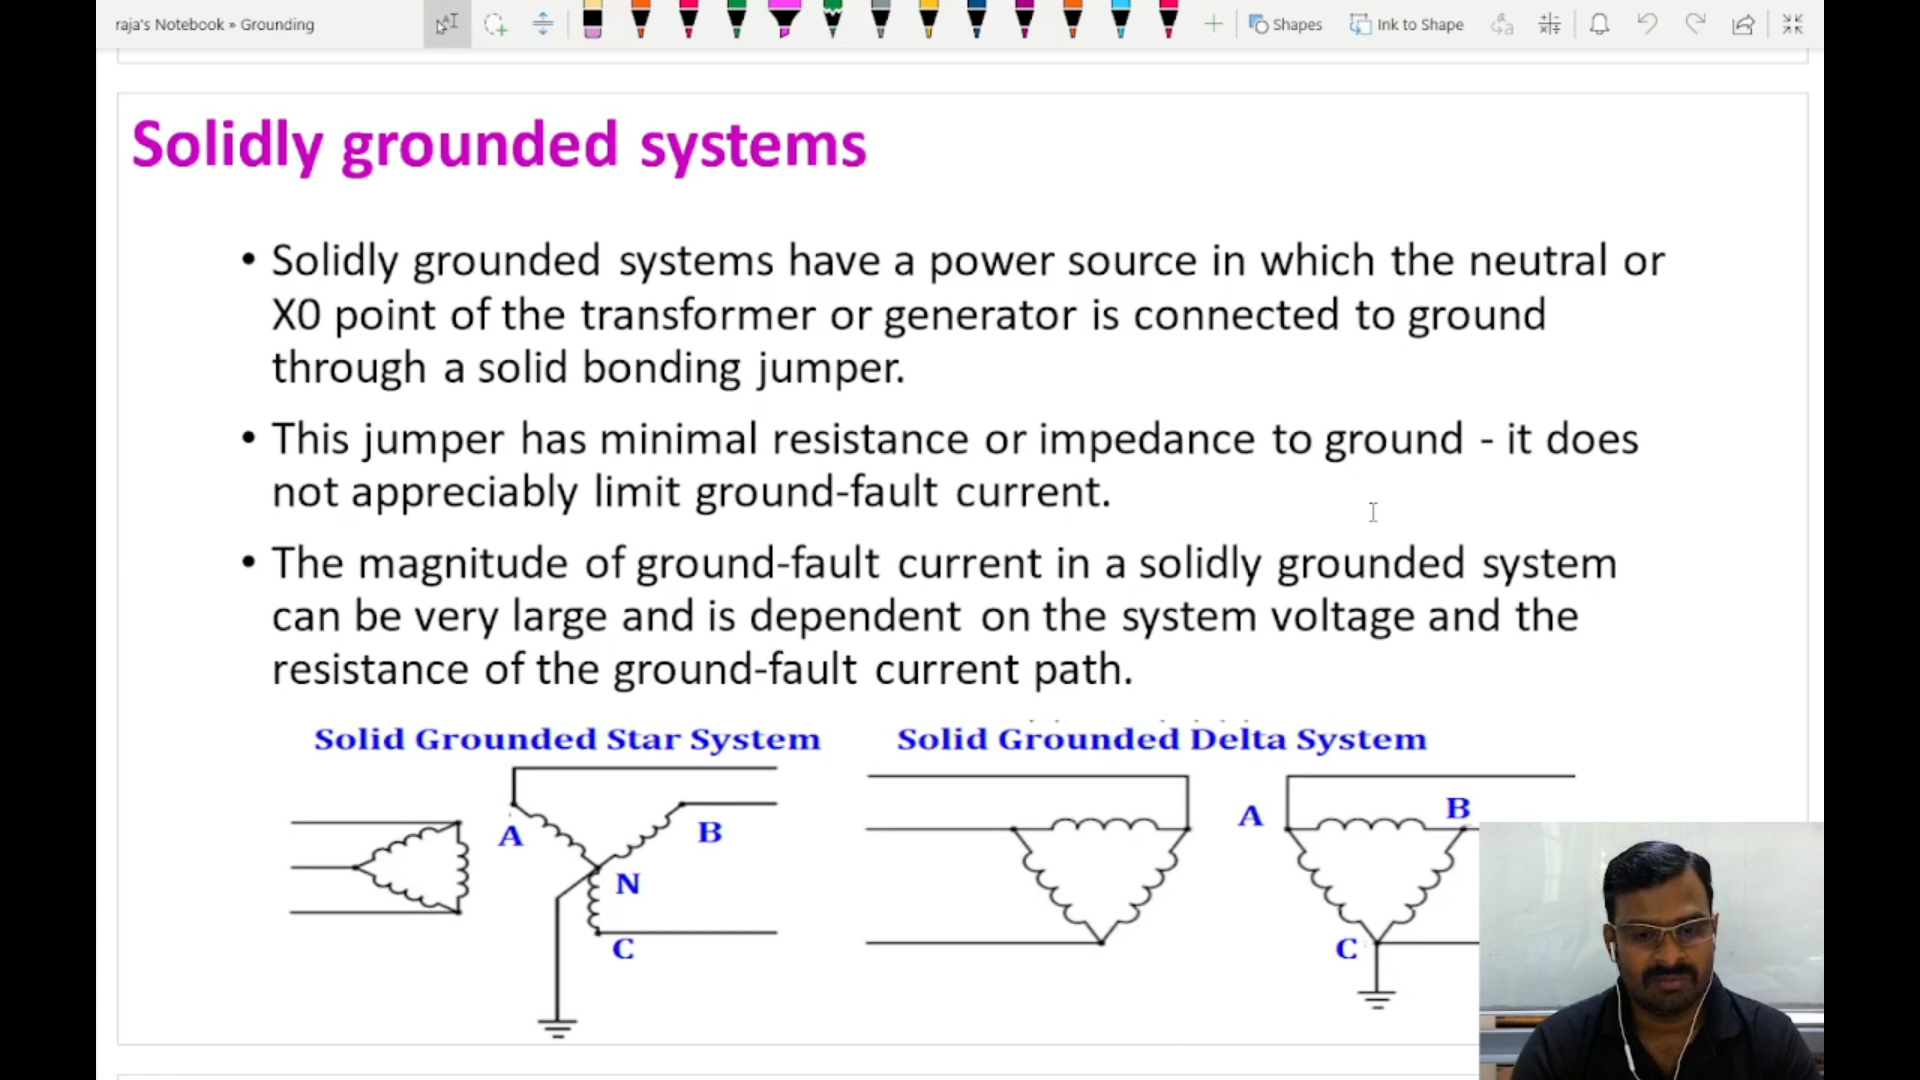 raja's Notebook » Grounding
Shapes
Ink to Shape
Solidly grounded systems
• Solidly grounded systems have a power source in which the neutral or
X0 point of the transformer or generator is connected to ground
through a solid bonding jumper.
• This jumper has minimal resistance or impedance to ground - it does
not appreciably limit ground-fault current.
• The magnitude of ground-fault current in a solidly grounded system
can be very large and is dependent on the system voltage and the
resistance of the ground-fault current path.
Solid Grounded Star System
A
B
N
C
Solid Grounded Delta System
A
B
C